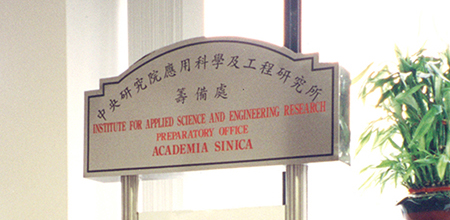 中央研究院應用科學及工程研究所
籌備處
INSTITUTE FOR APPLIED SCIENCE AND ENGINEERING RESEARCH
PREPARATORY OFFICE
ACADEMIA SINICA